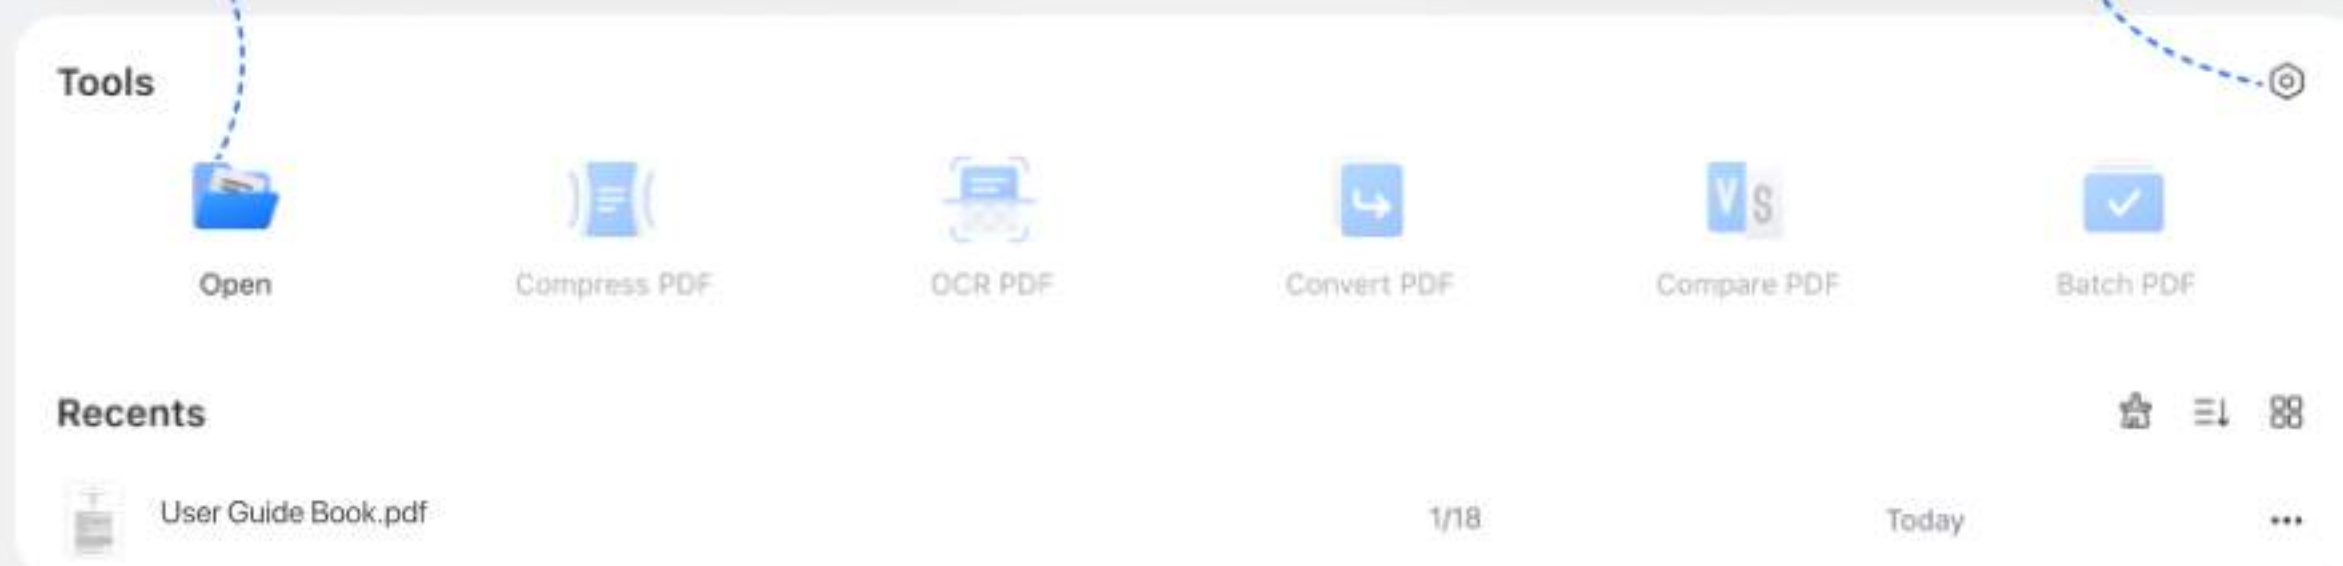 Tools
Open Compress PDF OCR PDF Convert PDF Compare PDF Batch PDF
VS
Recents
User Guide Book.pdf 1/18 Today